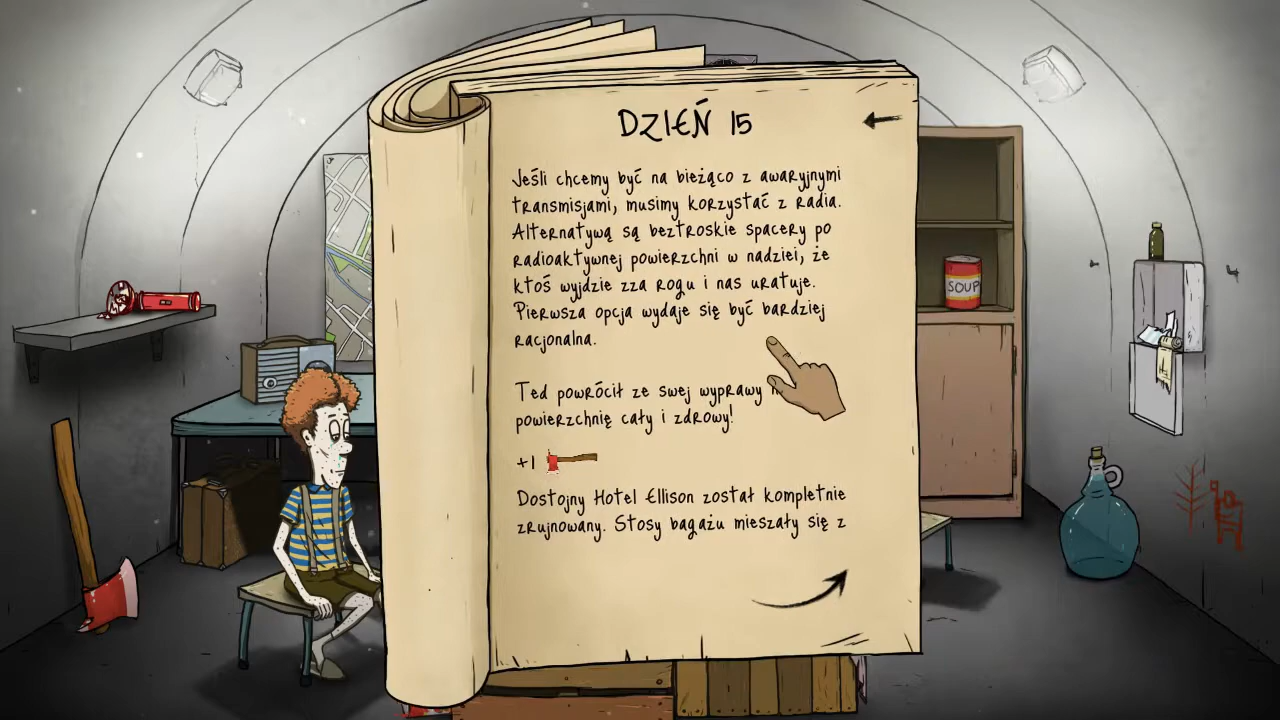 DZIEŃ 15
Jeśli chcemy być na bieżąco z awaryjnymi
transmisjami, musimy korzystać z radia.
Alternatywą są beztroskie spacery po
radioaktywnej powierzchni w nadziei, że
ktoś wyjdzie zza rogu i nas uratuje.
Pierwsza opcja wydaje się być bardziej
racjonalna.
Ted powrócił ze swej wyprawy
powierzchnię cały i zdrowy!
+1
Dostojny Hotel Ellison został kompletnie
zrujnowany. Stosy bagażu mieszały się z
SOUP